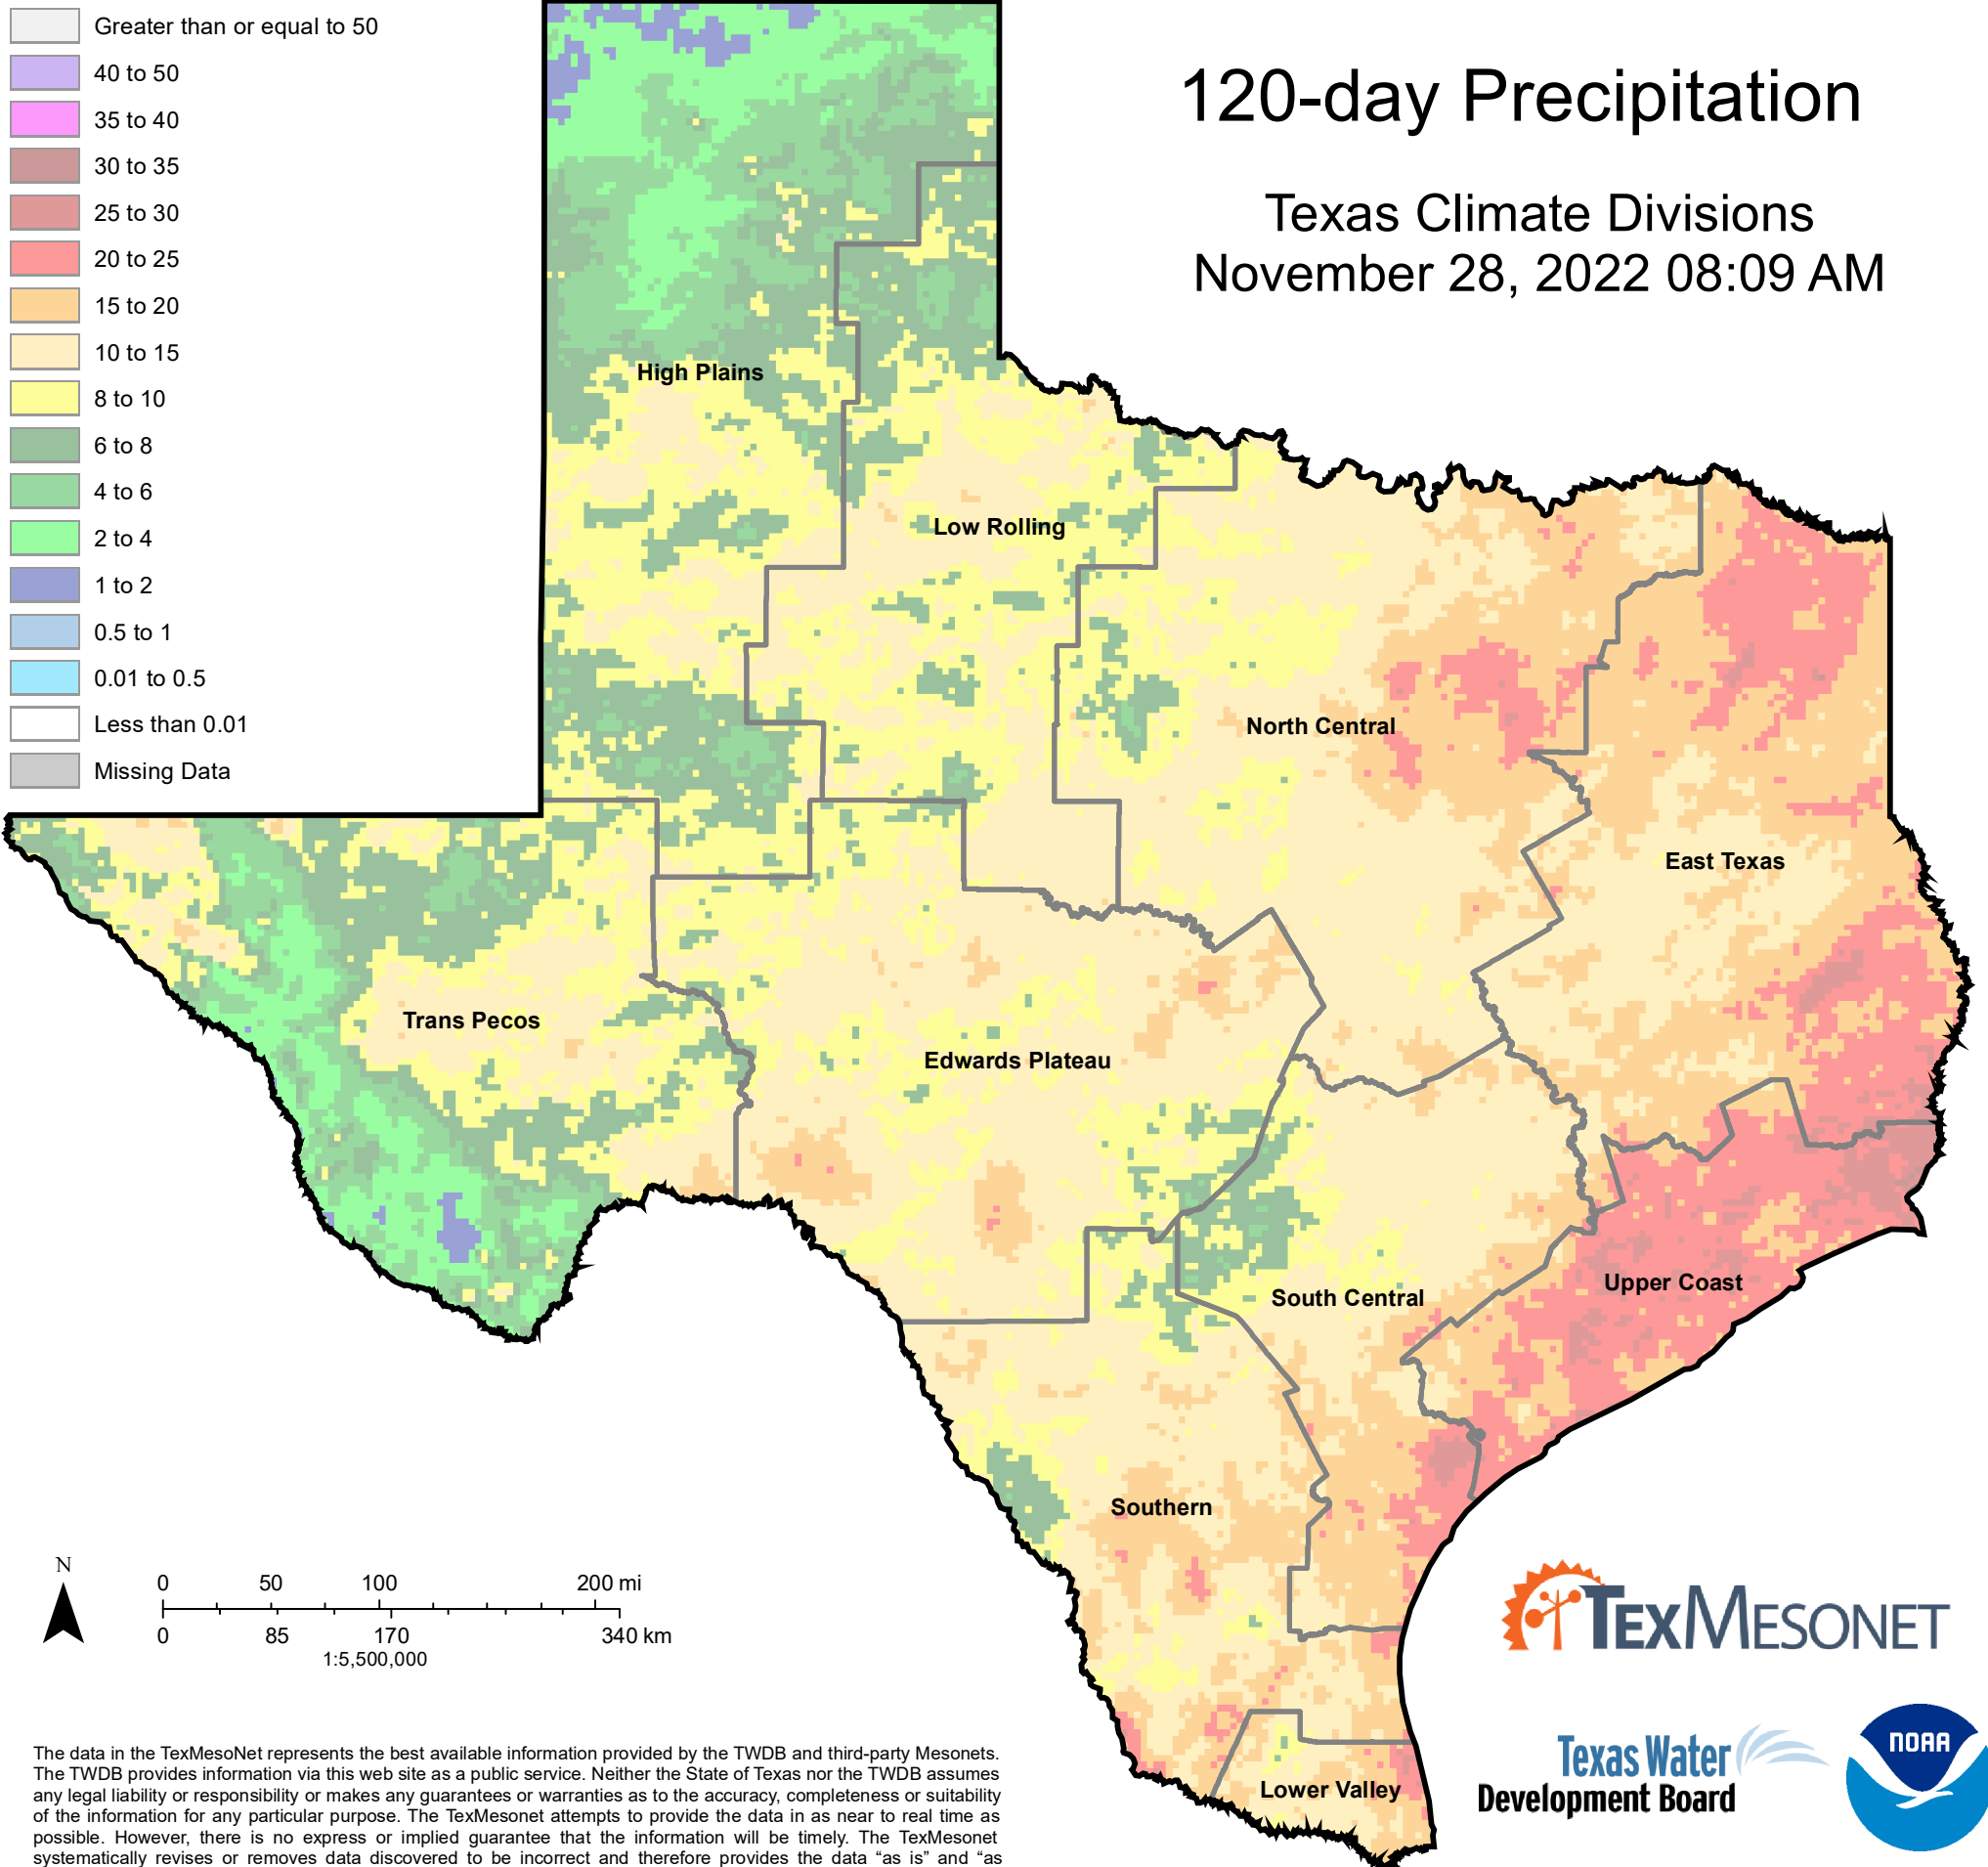 Greater than or equal to 50
40 to 50
35 to 40
30 to 35
25 to 30
20 to 25
15 to 20
10 to 15
8 to 10
6 to 8
4 to 6
2 to 4
1 to 2
0.5 to 1
0.01 to 0.5
Less than 0.01
Missing Data
120-day Precipitation
Texas Climate Divisions
November 28, 2022 08:09 AM
High Plains
Low Rolling
North Central
East Texas
Trans Pecos
Edwards Plateau
South Central
Upper Coast
Southern
Lower Valley
N
0 50 100 200 mi
0 85 170 340 km
1:5,500,000
TEXMESONET
Texas Water
Development Board
NOAA
The data in the TexMesoNet represents the best available information provided by the TWDB and third-party Mesonets.
The TWDB provides information via this web site as a public service. Neither the State of Texas nor the TWDB assumes
any legal liability or responsibility or makes any guarantees or warranties as to the accuracy, completeness or suitability
of the information for any particular purpose. The TexMesonet attempts to provide the data in as near to real time as
possible. However, there is no express or implied guarantee that the information will be timely. The TexMesonet
systematically revises or removes data discovered to be incorrect and therefore provides the data “as is” and “as